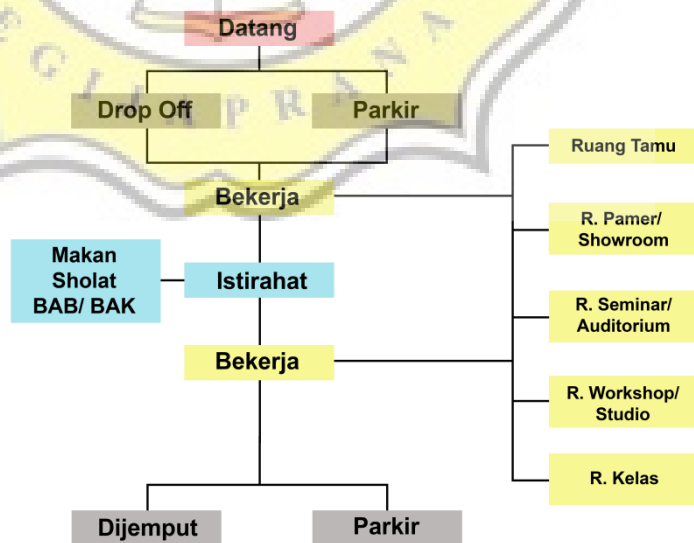 Datang
Drop Off
Parkir
Bekerja
Makan
Sholat
BAB/ BAK
Istirahat
Bekerja
Dijemput
Parkir
Ruang Tamu
R. Pamer/
Showroom
R. Seminar/
Auditorium
R. Workshop/
Studio
R. Kelas